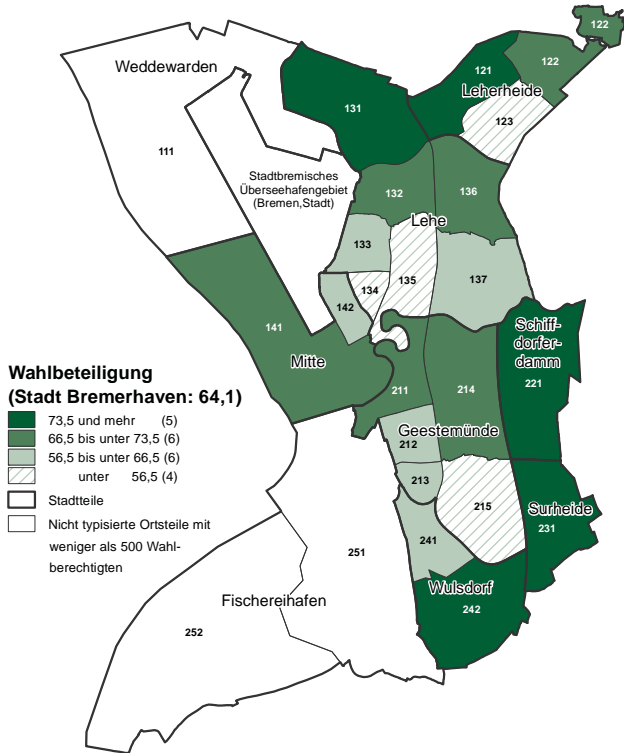 122
122
121
Leherheide
123
Weddewarden
131
111
Stadtbremisches
Überseehafengebiet
(Bremen,Stadt)
132
136
Lehe
133
134
135
137
142
141
Mitte
Schiff-
dorfer-
damm
221
211
214
Geestemünde
212
213
215
Surheide
231
241
Wulsdorf
242
251
Fischereihafen
252
Wahlbeteiligung
(Stadt Bremerhaven: 64,1)
73,5 und mehr (5)
66,5 bis unter 73,5 (6)
56,5 bis unter 66,5 (6)
unter 56,5 (4)
Stadtteile
Nicht typisierte Ortsteile mit
weniger als 500 Wahl-
berechtigten